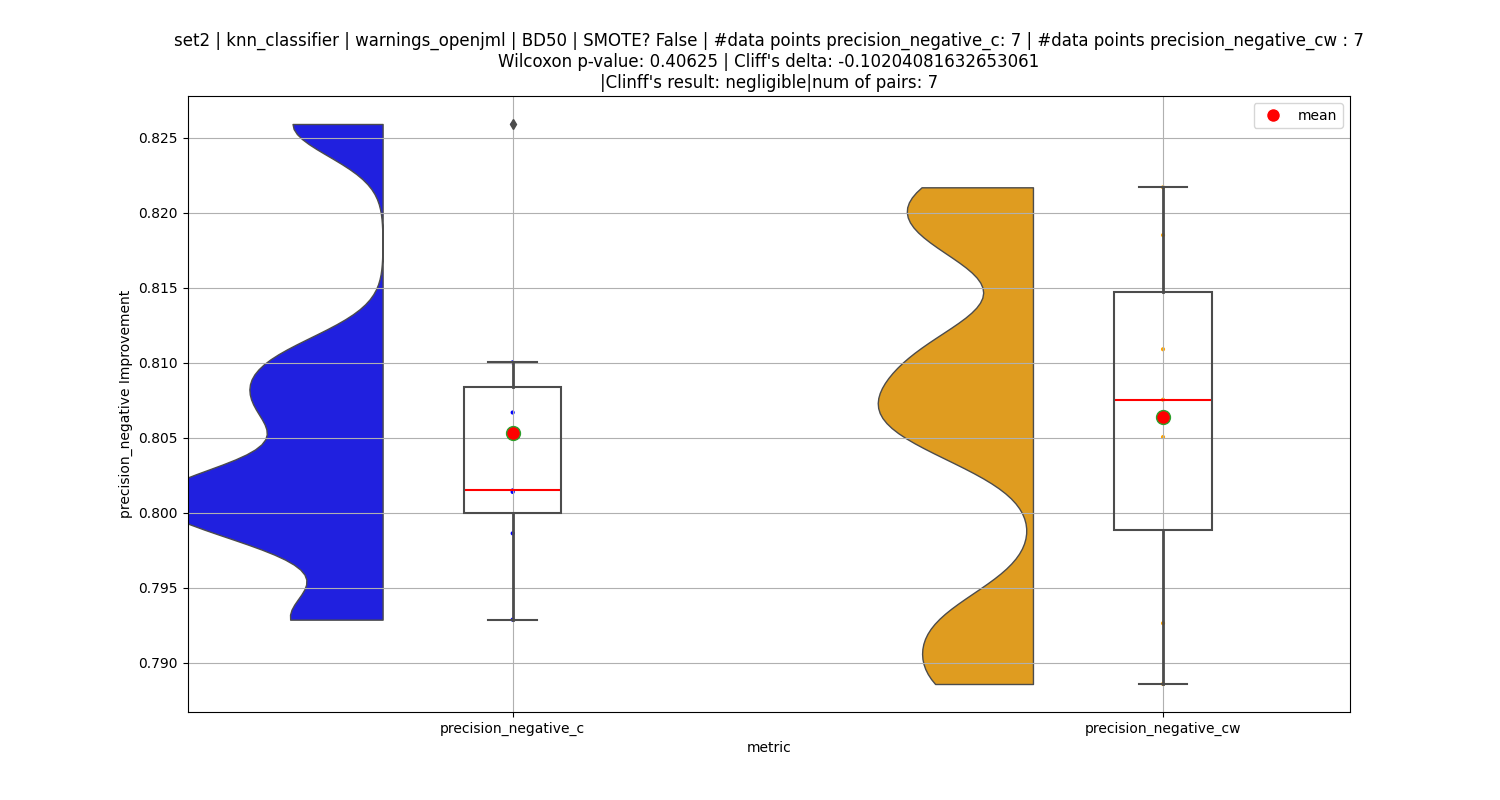 set2 | knn_classifier | warnings_openjml | BD50 | SMOTE? False | #data points precision_negative_c: 7 | #data points precision_negative_cw : 7
Wilcoxon p-value: 0.40625 | Cliff's delta: -0.10204081632653061
|Clinff's result: negligible|num of pairs: 7
mean
0.825
0.820
0.815
0.810
0.805
0.800
0.795
0.790
precision_negative Improvement
precision_negative_c
precision_negative_cw
metric